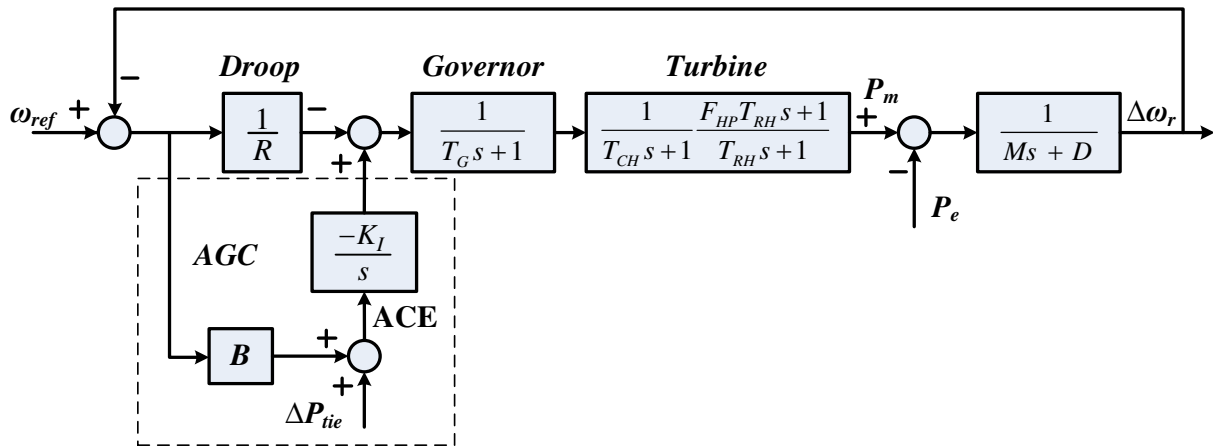 Droop Governor Turbine
ω_ref + −
1/R −
+
1/(T_G s + 1)
1/(T_CH s + 1) (F_HP T_RH s + 1)/(T_RH s + 1)
P_m
+
−
P_e
1/(Ms + D)
Δω_r
AGC
−K_I/s
ACE
B
+
+
ΔP_tie